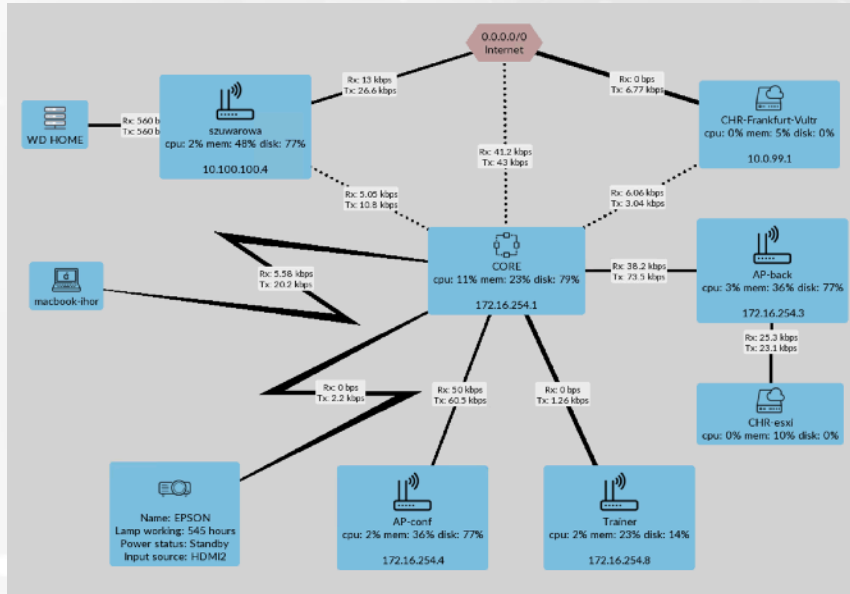 0.0.0.0/0
Internet
Rx: 13 kbps
Tx: 26.6 kbps
Rx: 0 bps
Tx: 6.77 kbps
WD HOME
Rx: 560 b
Tx: 560 b
szuwarowa
cpu: 2% mem: 48% disk: 77%
10.100.100.4
CHR-Frankfurt-Vultr
cpu: 0% mem: 5% disk: 0%
10.0.99.1
Rx: 41.2 kbps
Tx: 43 kbps
Rx: 5.05 kbps
Tx: 10.8 kbps
Rx: 6.06 kbps
Tx: 3.04 kbps
macbook-ihor
Rx: 5.58 kbps
Tx: 20.2 kbps
CORE
cpu: 11% mem: 23% disk: 79%
172.16.254.1
Rx: 38.2 kbps
Tx: 73.5 kbps
AP-back
cpu: 3% mem: 36% disk: 77%
172.16.254.3
Rx: 25.3 kbps
Tx: 23.1 kbps
CHR-esxi
cpu: 0% mem: 10% disk: 0%
Rx: 0 bps
Tx: 2.2 kbps
Rx: 50 kbps
Tx: 60.5 kbps
Rx: 0 bps
Tx: 1.26 kbps
Name: EPSON
Lamp working: 545 hours
Power status: Standby
Input source: HDMI2
AP-conf
cpu: 2% mem: 36% disk: 77%
172.16.254.4
Trainer
cpu: 2% mem: 23% disk: 14%
172.16.254.8